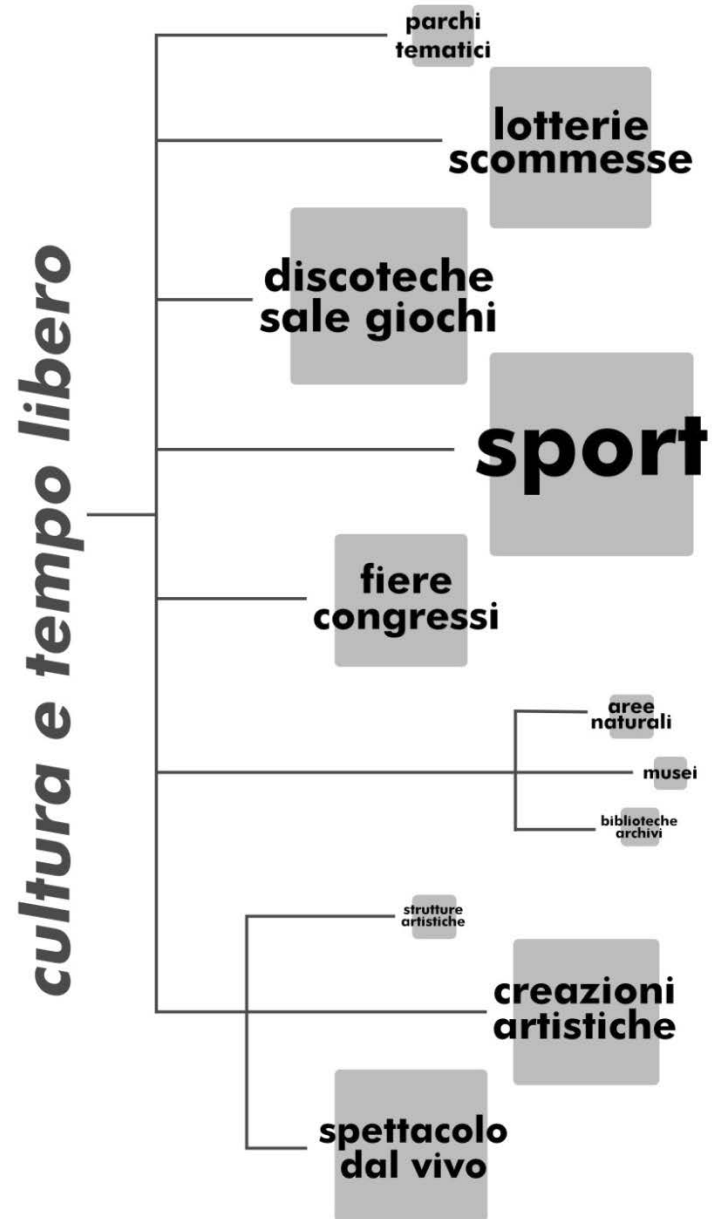 cultura e tempo libero
parchi
tematici
lotterie
scommesse
discoteche
sale giochi
sport
fiere
congressi
aree
naturali
musei
biblioteche
archivi
strutture
artistiche
creazioni
artistiche
spettacolo
dal vivo